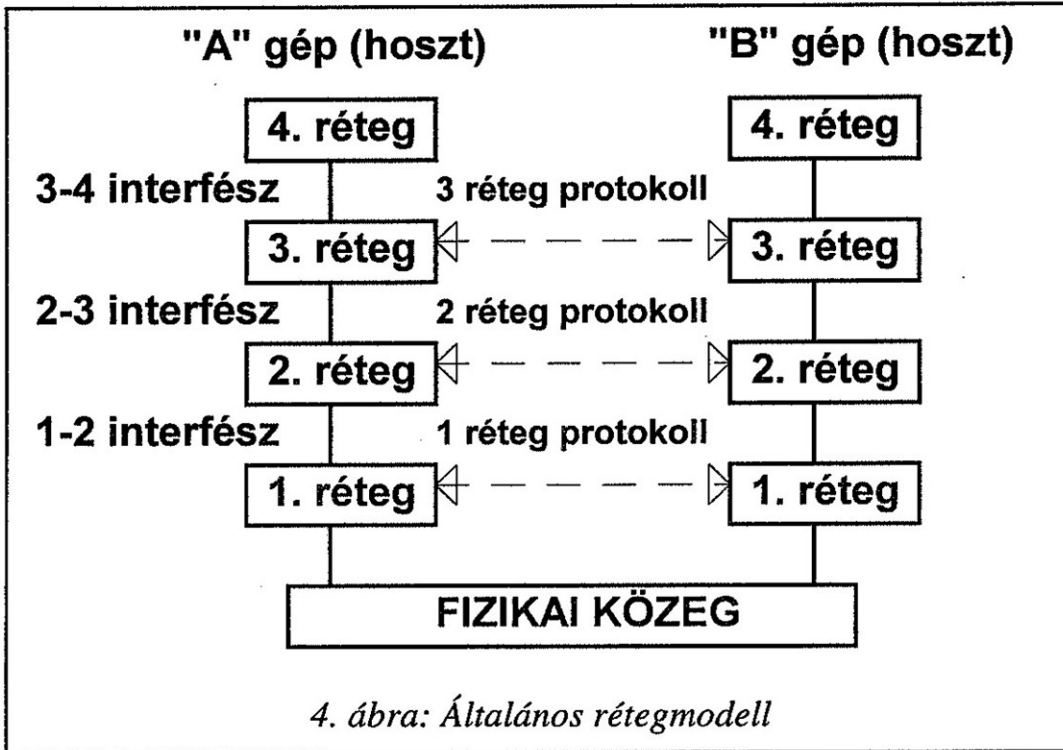 "A" gép (hoszt)
"B" gép (hoszt)
4. réteg
4. réteg
3-4 interfész
3 réteg protokoll
3. réteg
3. réteg
2-3 interfész
2 réteg protokoll
2. réteg
2. réteg
1-2 interfész
1 réteg protokoll
1. réteg
1. réteg
FIZIKAI KÖZEG
4. ábra: Általános rétegmodell